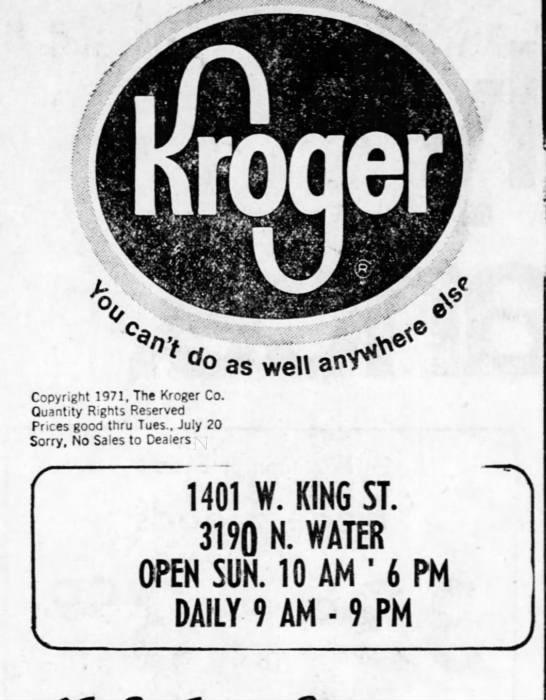 Kroger
®
You can't do as well anywhere else
Copyright 1971, The Kroger Co.
Quantity Rights Reserved
Prices good thru Tues., July 20
Sorry, No Sales to Dealers
1401 W. KING ST.
3190 N. WATER
OPEN SUN. 10 AM ' 6 PM
DAILY 9 AM - 9 PM